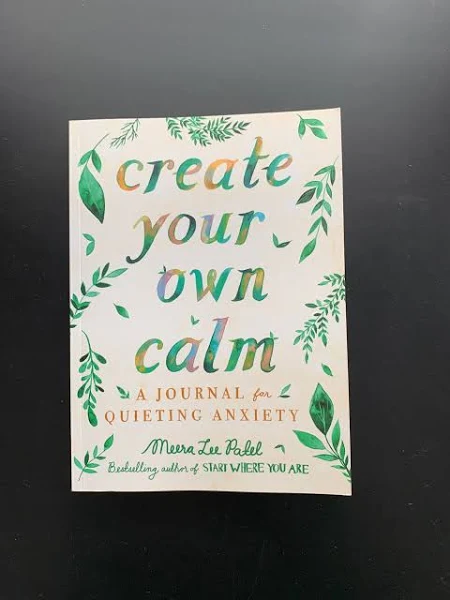 create
your
own
calm
A JOURNAL for
QUIETING ANXIETY
Meera Lee Patel
Bestselling author of START WHERE YOU ARE